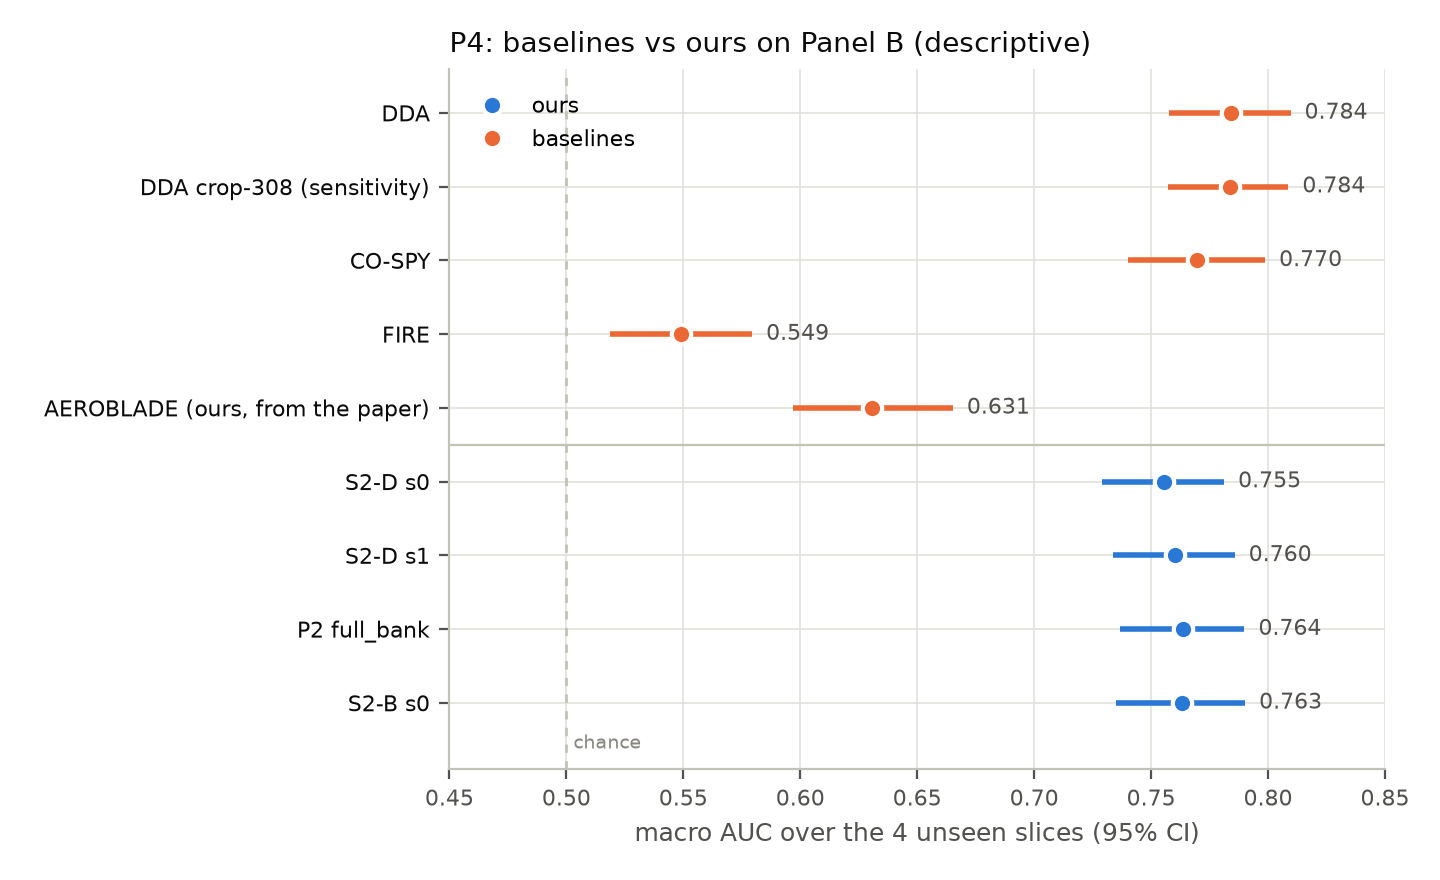 P4: baselines vs ours on Panel B (descriptive)
ours
baselines
DDA
0.784
DDA crop-308 (sensitivity)
0.784
CO-SPY
0.770
FIRE
0.549
AEROBLADE (ours, from the paper)
0.631
S2-D s0
0.755
S2-D s1
0.760
P2 full_bank
0.764
S2-B s0
0.763
chance
0.45 0.50 0.55 0.60 0.65 0.70 0.75 0.80 0.85
macro AUC over the 4 unseen slices (95% CI)